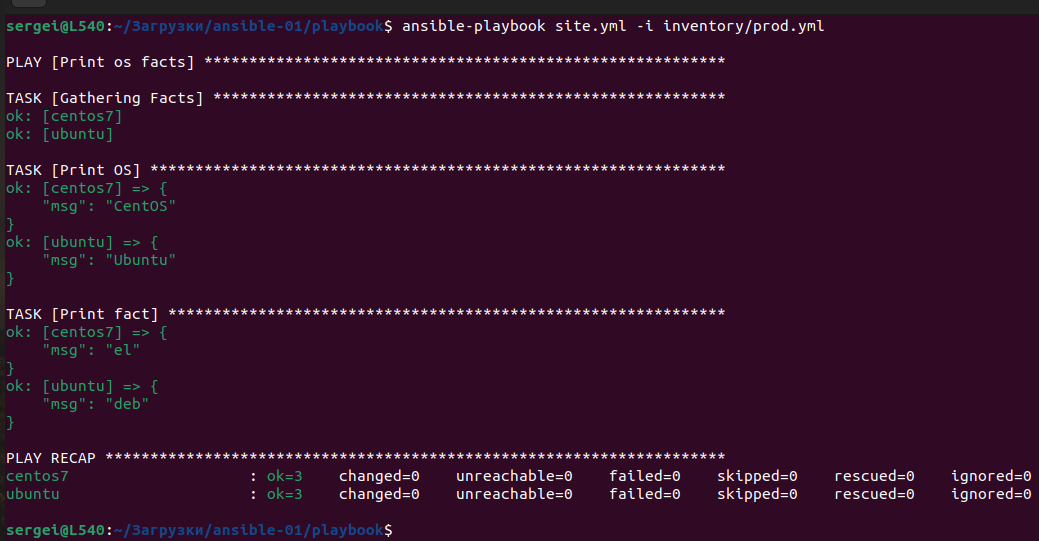 sergei@L540:~/Загрузки/ansible-01/playbook$ ansible-playbook site.yml -i inventory/prod.yml
PLAY [Print os facts] **********************************************************
TASK [Gathering Facts] *********************************************************
ok: [centos7]
ok: [ubuntu]
TASK [Print OS] ****************************************************************
ok: [centos7] => {
    "msg": "CentOS"
}
ok: [ubuntu] => {
    "msg": "Ubuntu"
}
TASK [Print fact] **************************************************************
ok: [centos7] => {
    "msg": "el"
}
ok: [ubuntu] => {
    "msg": "deb"
}
PLAY RECAP *********************************************************************
centos7                    : ok=3    changed=0    unreachable=0    failed=0    skipped=0    rescued=0    ignored=0
ubuntu                     : ok=3    changed=0    unreachable=0    failed=0    skipped=0    rescued=0    ignored=0
sergei@L540:~/Загрузки/ansible-01/playbook$